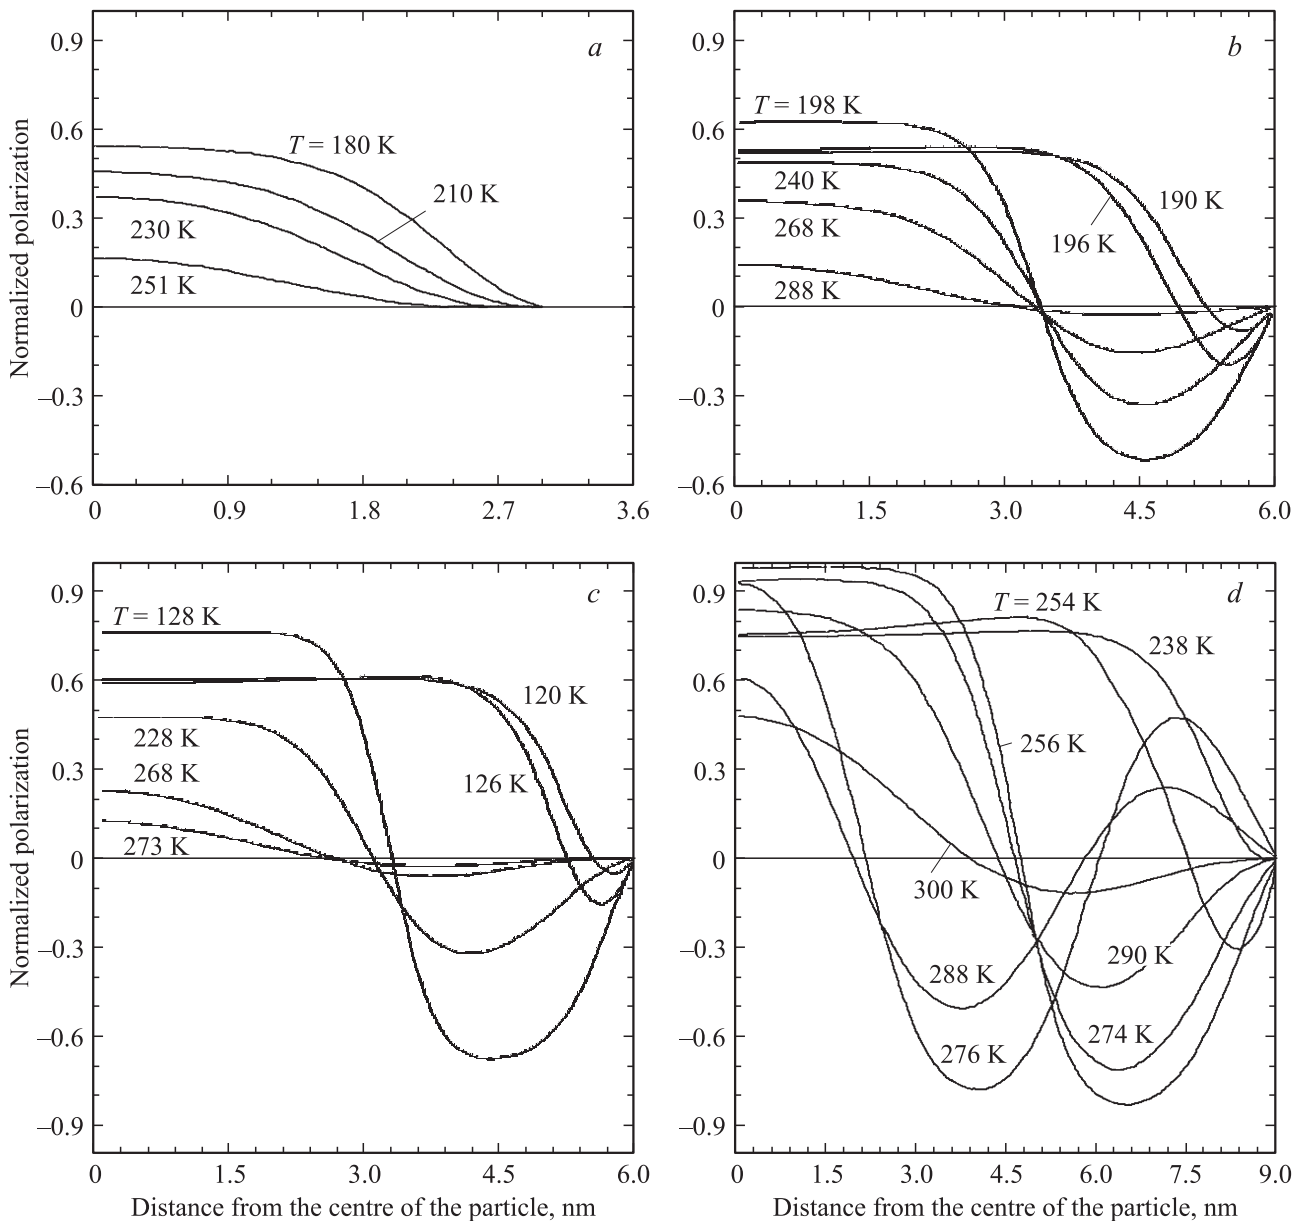 a
0.9
0.6
0.3
0
–0.3
–0.6
Normalized polarization
T = 180 K
210 K
230 K
251 K
0 0.9 1.8 2.7 3.6
b
0.9
0.6
0.3
0
–0.3
–0.6
T = 198 K
240 K
268 K
288 K
190 K
196 K
0 1.5 3.0 4.5 6.0
c
0.9
0.6
0.3
0
–0.3
–0.6
–0.9
Normalized polarization
T = 128 K
120 K
228 K
268 K
126 K
273 K
0 1.5 3.0 4.5 6.0
Distance from the centre of the particle, nm
d
0.9
0.6
0.3
0
–0.3
–0.6
–0.9
T = 254 K
238 K
256 K
300 K
290 K
288 K
274 K
276 K
0 1.5 3.0 4.5 6.0 7.5 9.0
Distance from the centre of the particle, nm